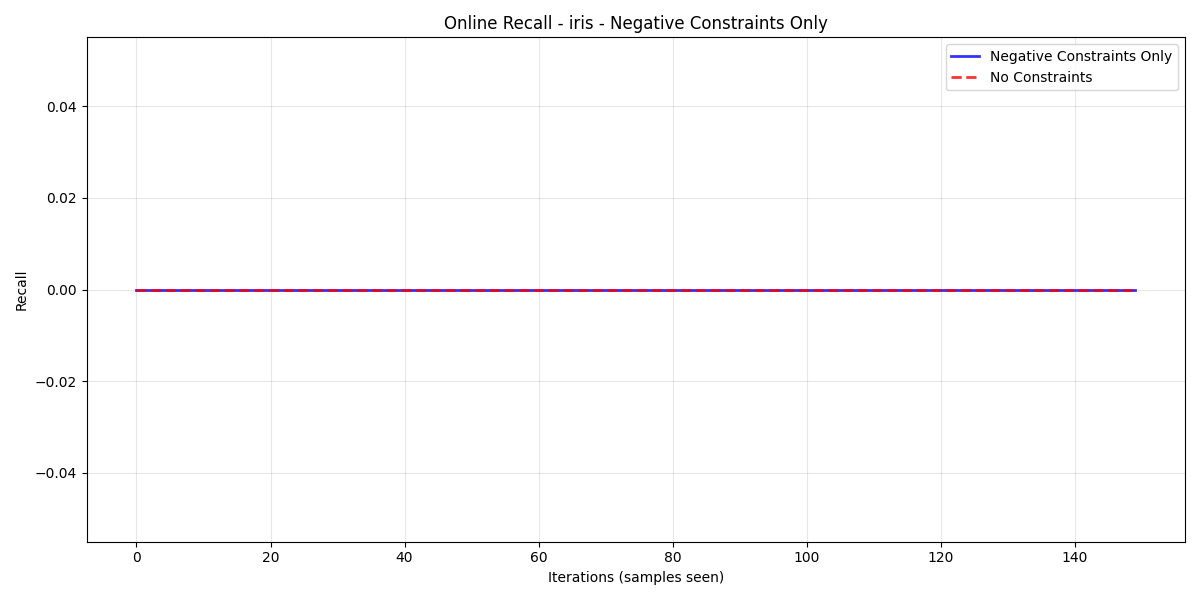 Online Recall - iris - Negative Constraints Only
Negative Constraints Only
No Constraints
0.04
0.02
0.00
−0.02
−0.04
Recall
0 20 40 60 80 100 120 140
Iterations (samples seen)